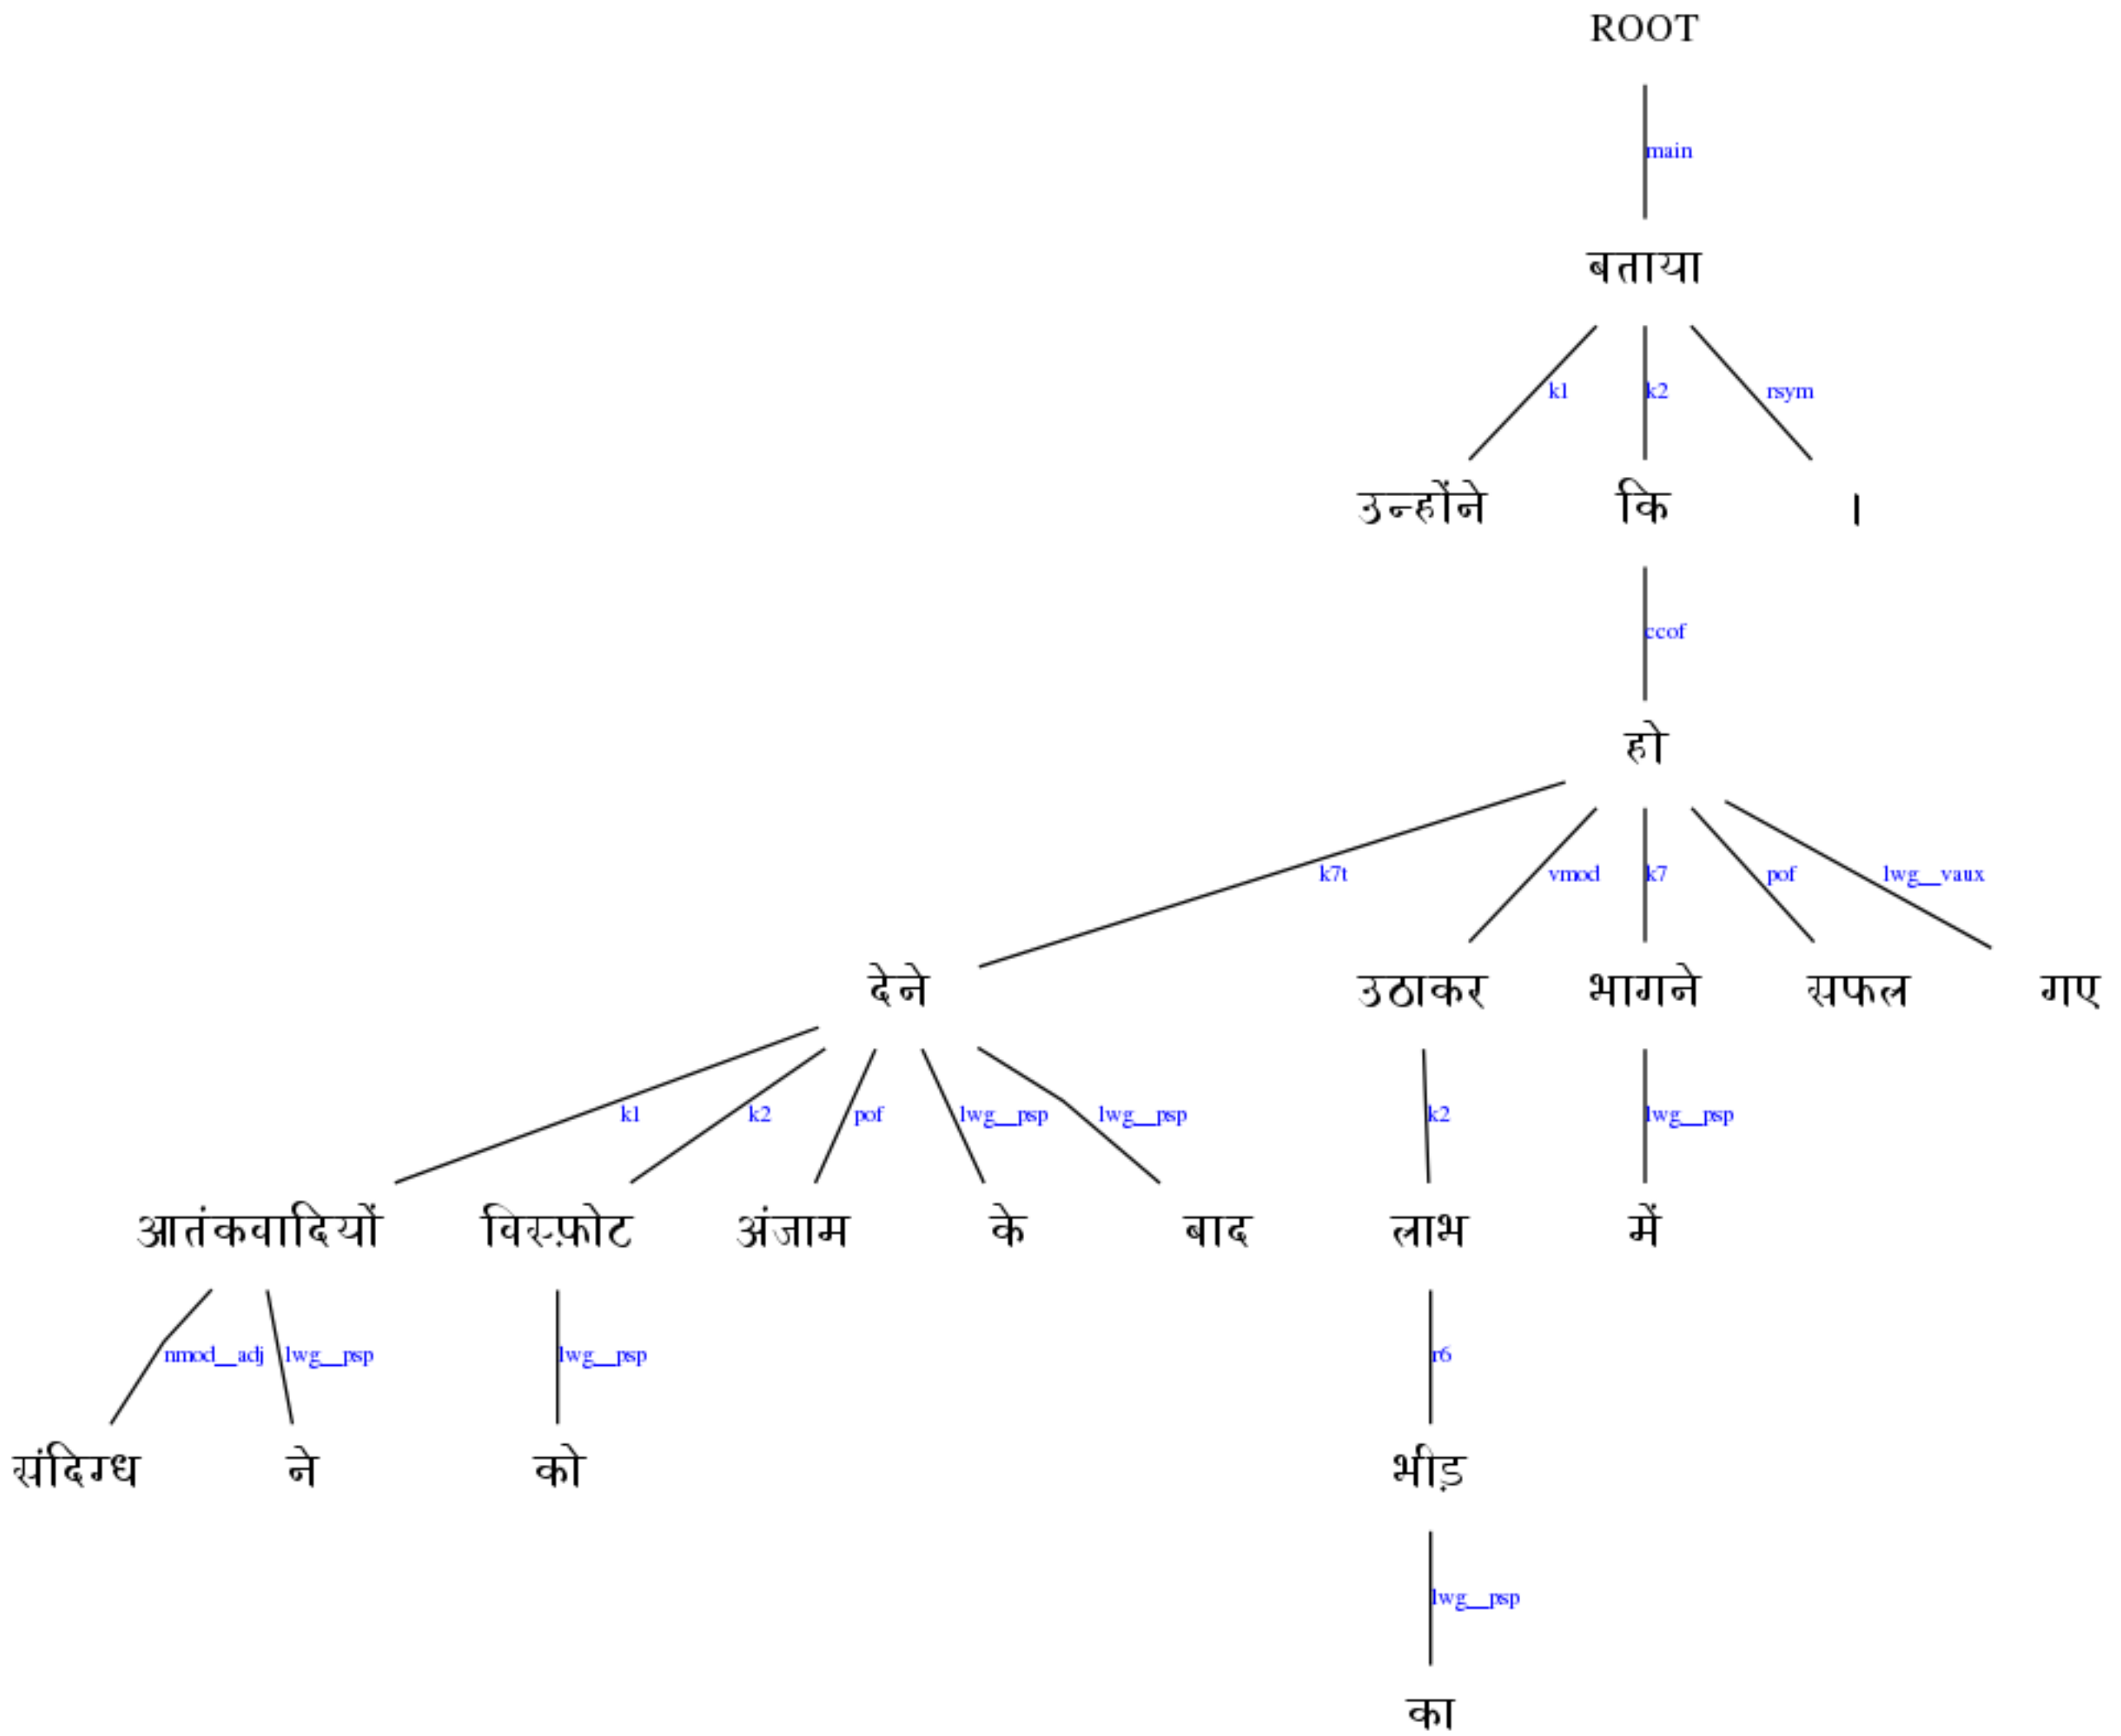 ROOT
main
बताया
k1 k2 rsym
उन्होंने कि ।
ccof
हो
k7t vmod k7 pof lwg__vaux
देने उठाकर भागने सफल गए
k1 k2 pof lwg__psp lwg__psp k2 lwg__psp
आतंकवादियों विस्फ़ोट अंजाम के बाद लाभ में
nmod__adj lwg__psp lwg__psp r6
संदिग्ध ने को भीड़
lwg__psp
का